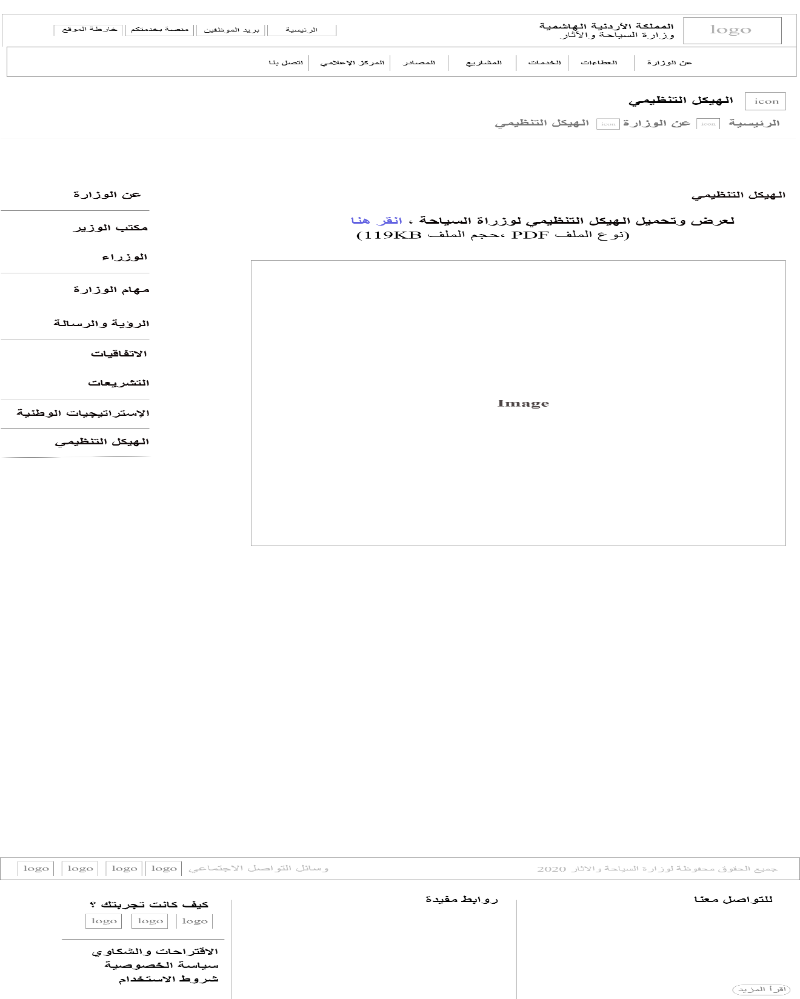 logo
المملكة الأردنية الهاشمية
وزارة السياحة والآثار
الرئيسية
بريد الموظفين
منصة بخدمتكم
خارطة الموقع
عن الوزارة
العطاءات
الخدمات
المشاريع
المصادر
المركز الإعلامي
اتصل بنا
icon
الهيكل التنظيمي
الرئيسية icon عن الوزارة icon الهيكل التنظيمي
الهيكل التنظيمي
لعرض وتحميل الهيكل التنظيمي لوزراة السياحة ، انقر هنا
(نوع الملف PDF ،حجم الملف 119KB)
Image
عن الوزارة
مكتب الوزير
الوزراء
مهام الوزارة
الرؤية والرسالة
الاتفاقيات
التشريعات
الإستراتيجيات الوطنية
الهيكل التنظيمي
جميع الحقوق محفوظة لوزارة السياحة والاثار 2020
وسائل التواصل الاجتماعي
logo
logo
logo
logo
للتواصل معنا
اقرأ المزيد
روابط مفيدة
كيف كانت تجربتك ؟
logo
logo
logo
الاقتراحات والشكاوي
سياسة الخصوصية
شروط الاستخدام